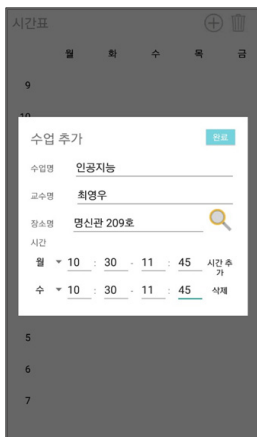 시간표
월 화 수 목 금
9
10
수업 추가 완료
수업명 인공지능
교수명 최영우
장소명 명신관 209호
시간
월 10 : 30 - 11 : 45 시간 추
가
수 10 : 30 - 11 : 45 삭제
5
6
7